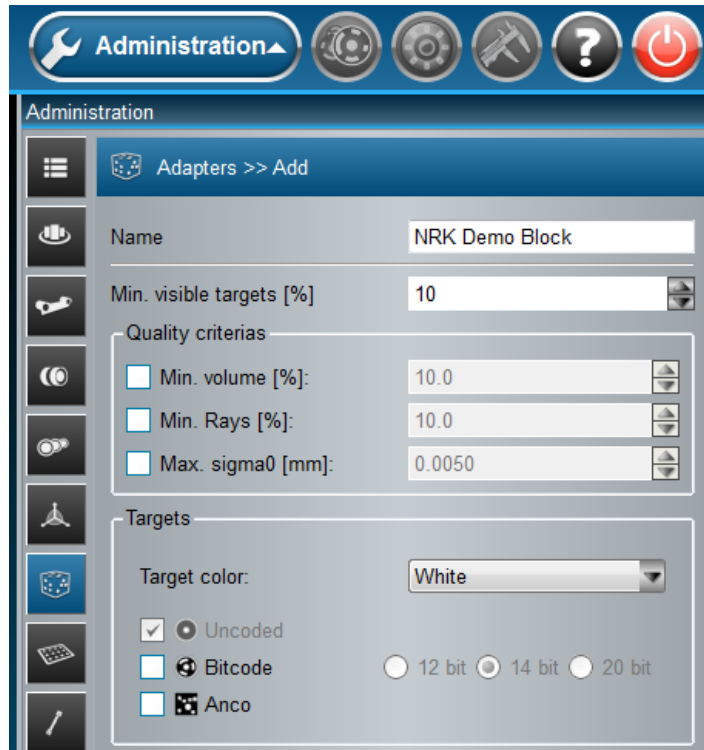 Administration
Administration
Adapters >> Add
Name NRK Demo Block
Min. visible targets [%] 10
Quality criterias
Min. volume [%]: 10.0
Min. Rays [%]: 10.0
Max. sigma0 [mm]: 0.0050
Targets
Target color: White
Uncoded
Bitcode 12 bit 14 bit 20 bit
Anco